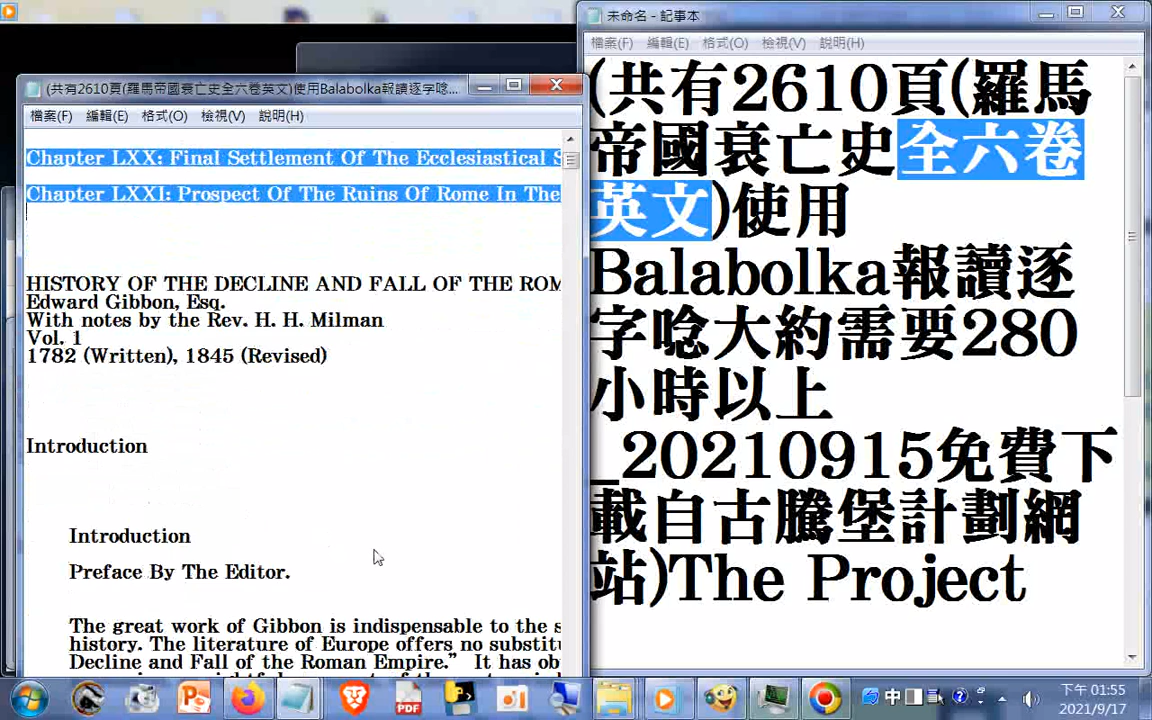 (共有2610頁(羅馬帝國衰亡史全六卷英文)使用Balabolka報讀逐字唸...
檔案(F) 編輯(E) 格式(O) 檢視(V) 說明(H)
Chapter LXX: Final Settlement Of The Ecclesiastical S
Chapter LXXI: Prospect Of The Ruins Of Rome In The
HISTORY OF THE DECLINE AND FALL OF THE ROM
Edward Gibbon, Esq.
With notes by the Rev. H. H. Milman
Vol. 1
1782 (Written), 1845 (Revised)
Introduction
Introduction
Preface By The Editor.
The great work of Gibbon is indispensable to the s
history. The literature of Europe offers no substitu
Decline and Fall of the Roman Empire.” It has ob
未命名 - 記事本
檔案(F) 編輯(E) 格式(O) 檢視(V) 說明(H)
(共有2610頁(羅馬
帝國衰亡史全六卷
英文)使用
Balabolka報讀逐
字唸大約需要280
小時以上
_20210915免費下
載自古騰堡計劃網
站)The Project
PDF
中
下午 01:55
2021/9/17